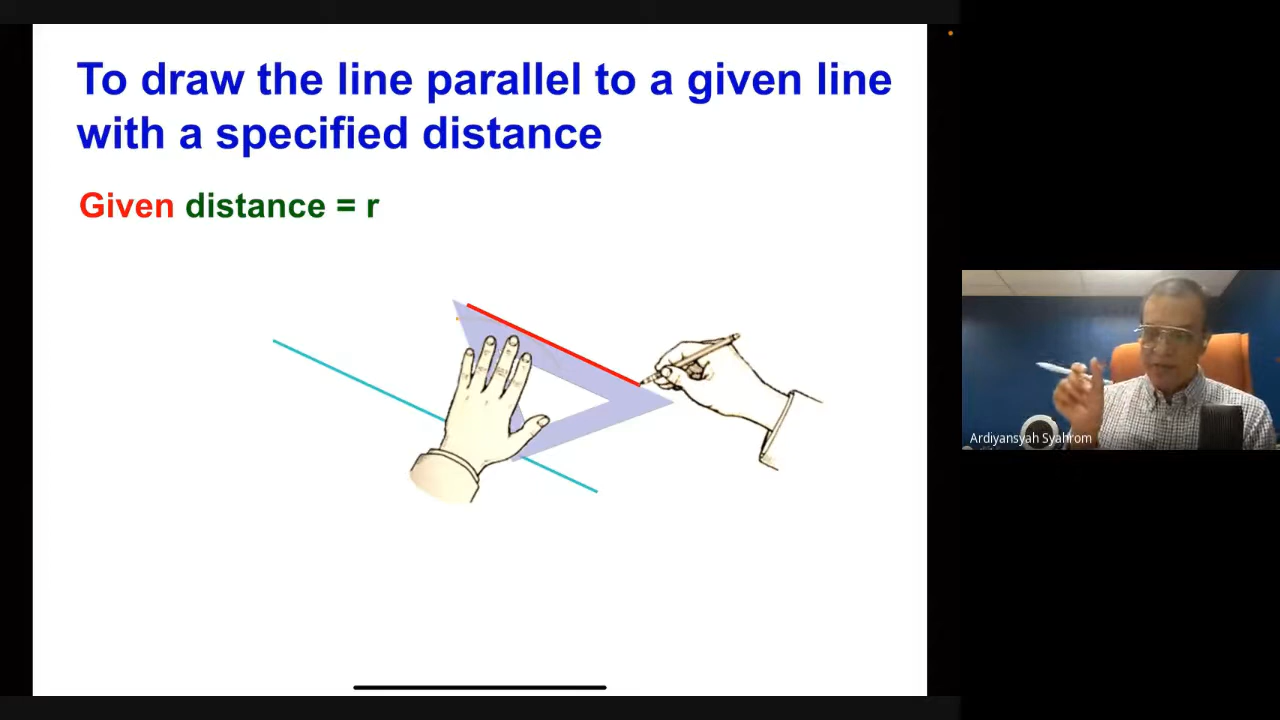 To draw the line parallel to a given line
with a specified distance
Given distance = r
Ardiyansyah Syahrom